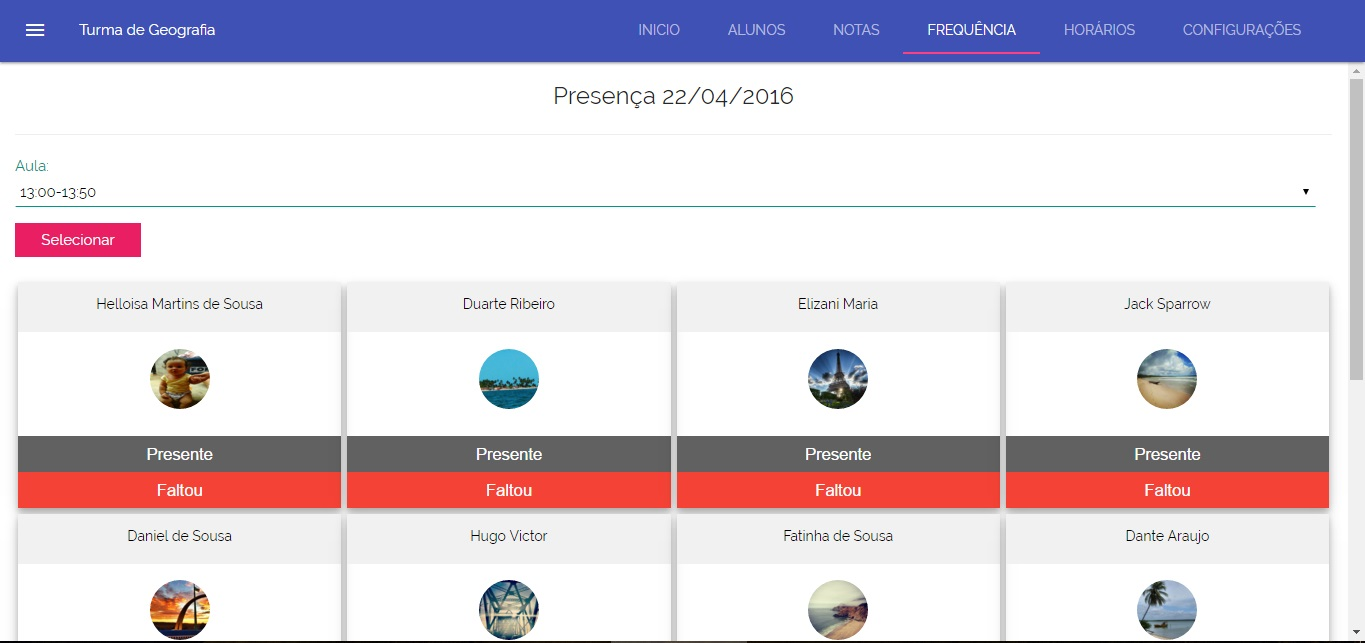 Turma de Geografia
INICIO ALUNOS NOTAS FREQUÊNCIA HORÁRIOS CONFIGURAÇÕES
Presença 22/04/2016
Aula:
13:00-13:50
Selecionar
Helloisa Martins de Sousa Duarte Ribeiro Elizani Maria Jack Sparrow
Presente Presente Presente Presente
Faltou Faltou Faltou Faltou
Daniel de Sousa Hugo Victor Fatinha de Sousa Dante Araujo